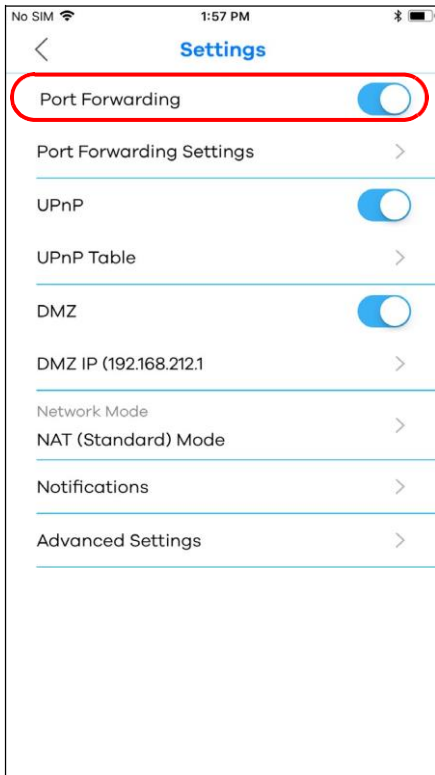 No SIM 1:57 PM
Settings
Port Forwarding
Port Forwarding Settings
UPnP
UPnP Table
DMZ
DMZ IP (192.168.212.1
Network Mode
NAT (Standard) Mode
Notifications
Advanced Settings